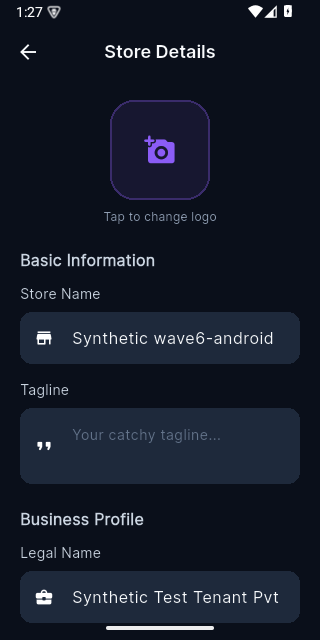 1:27
Store Details
Tap to change logo
Basic Information
Store Name
Synthetic wave6-android
Tagline
Your catchy tagline...
Business Profile
Legal Name
Synthetic Test Tenant Pvt